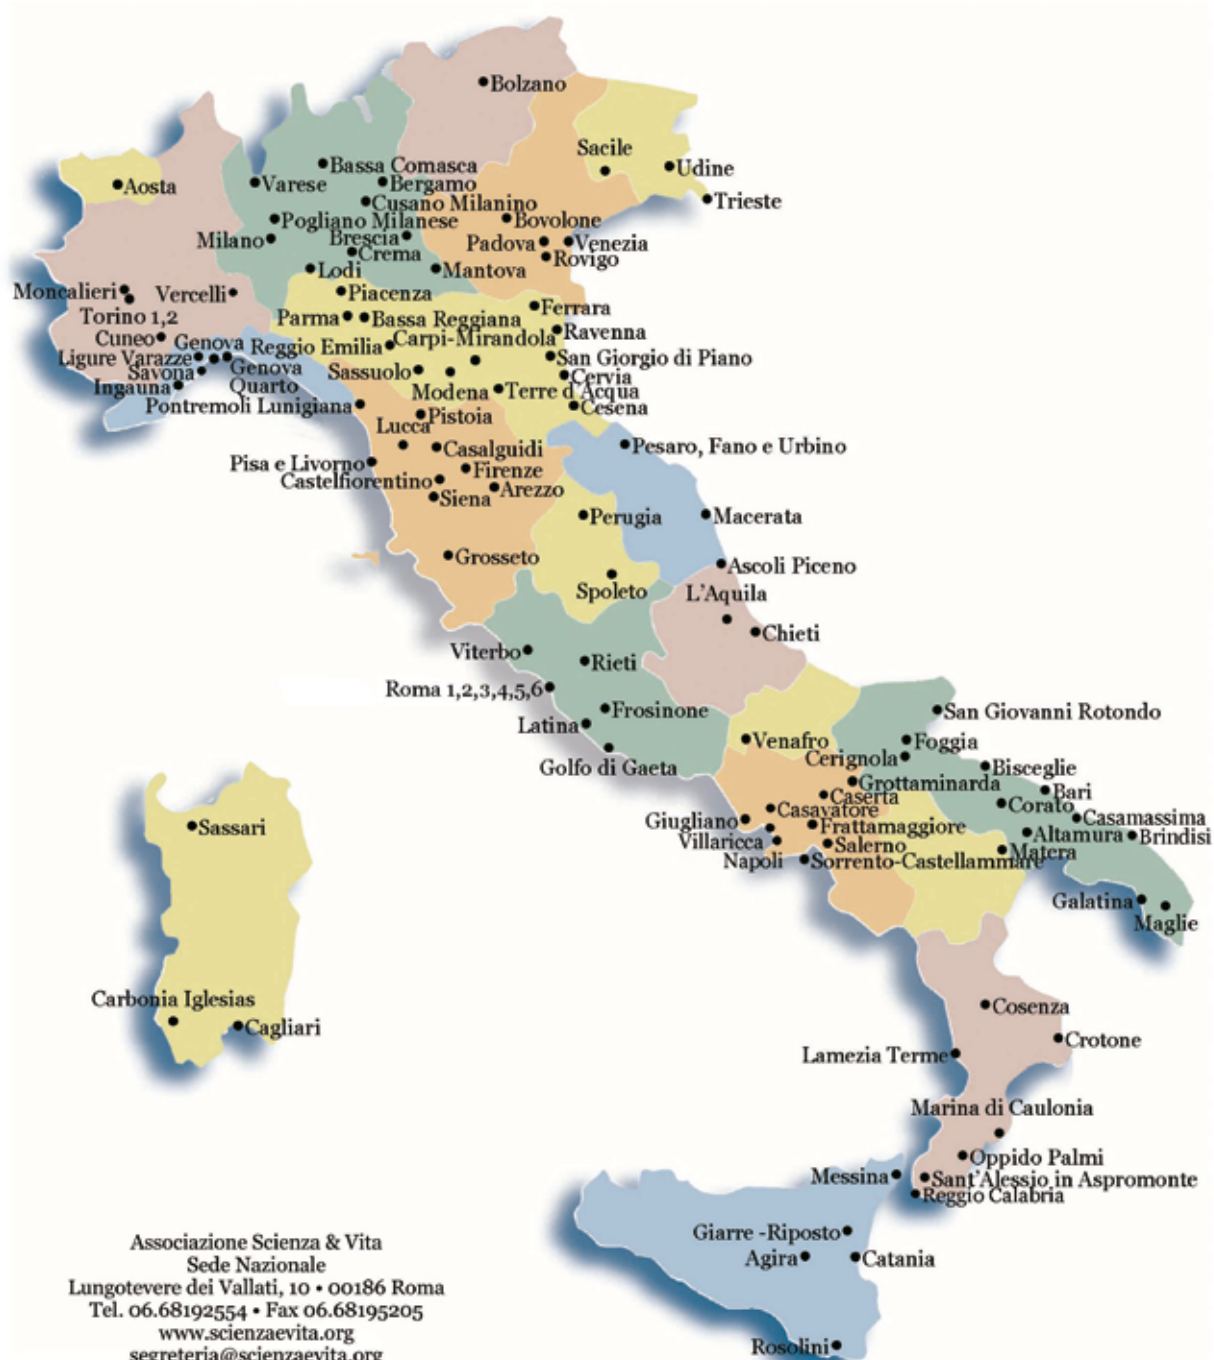 Bolzano
Sacile
Udine
Aosta
Bassa Comasca
Varese
Bergamo
Trieste
Cusano Milanino
Pogliano Milanese
Bovolone
Milano
Brescia
Padova
Venezia
Crema
Rovigo
Lodi
Mantova
Moncalieri
Vercelli
Piacenza
Torino 1,2
Parma
Bassa Reggiana
Ferrara
Ravenna
Cuneo
Genova
Reggio Emilia
Carpi-Mirandola
Ligure Varazze
San Giorgio di Piano
Savona
Genova
Quarto
Sassuolo
Cervia
Ingauna
Modena
Terre d'Acqua
Pontremoli Lunigiana
Cesena
Pistoia
Lucca
Pesaro, Fano e Urbino
Casalguidi
Pisa e Livorno
Firenze
Castelfiorentino
Arezzo
Siena
Perugia
Macerata
Grosseto
Ascoli Piceno
Spoleto
L'Aquila
Chieti
Viterbo
Rieti
Roma 1,2,3,4,5,6
Frosinone
San Giovanni Rotondo
Latina
Venafro
Foggia
Cerignola
Golfo di Gaeta
Bisceglie
Grottaminarda
Bari
Caserta
Corato
Casavatore
Casamassima
Giugliano
Frattamaggiore
Sassari
Altamura
Brindisi
Villaricca
Salerno
Matera
Napoli
Sorrento-Castellammare
Galatina
Maglie
Carbonia Iglesias
Cagliari
Cosenza
Crotone
Lamezia Terme
Marina di Caulonia
Oppido Palmi
Messina
Sant'Alessio in Aspromonte
Reggio Calabria
Giarre -Riposto
Agira
Catania
Rosolini
Associazione Scienza & Vita
Sede Nazionale
Lungotevere dei Vallati, 10 • 00186 Roma
Tel. 06.68192554 • Fax 06.68195205
www.scienzaevita.org
segreteria@scienzaevita.org